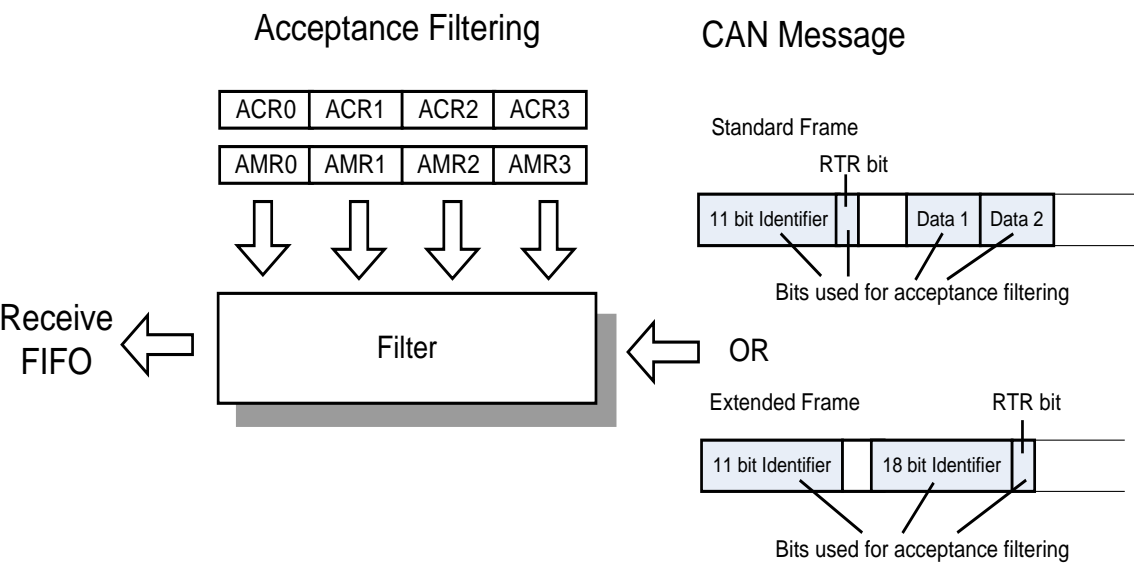 Acceptance Filtering
CAN Message
ACR0 ACR1 ACR2 ACR3
AMR0 AMR1 AMR2 AMR3
Standard Frame
RTR bit
11 bit Identifier Data 1 Data 2
Bits used for acceptance filtering
Receive
FIFO
Filter
OR
Extended Frame
RTR bit
11 bit Identifier 18 bit Identifier
Bits used for acceptance filtering